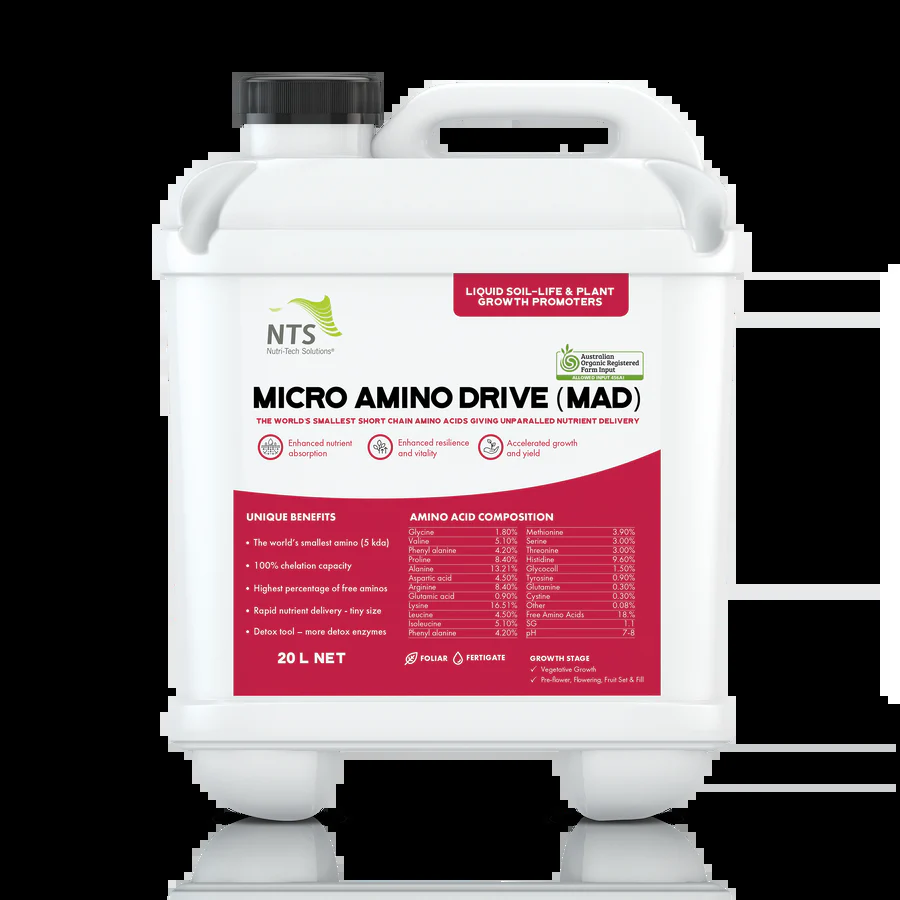 LIQUID SOIL-LIFE & PLANT
GROWTH PROMOTERS
NTS
Nutri-Tech Solutions®
Australian
Organic Registered
Farm Input
ALLOWED INPUT
MICRO AMINO DRIVE (MAD)
THE WORLD'S SMALLEST SHORT CHAIN AMINO ACIDS GIVING UNPARALLED NUTRIENT DELIVERY
Enhanced nutrient
absorption
Enhanced resilience
and vitality
Accelerated growth
and yield
UNIQUE BENEFITS
• The world's smallest amino (5 kda)
• 100% chelation capacity
• Highest percentage of free aminos
• Rapid nutrient delivery - tiny size
• Detox tool – more detox enzymes
20 L NET
AMINO ACID COMPOSITION
Glycine 1.80%
Valine 5.10%
Phenyl alanine 4.20%
Proline 8.40%
Alanine 13.21%
Aspartic acid 4.50%
Arginine 8.40%
Glutamic acid 0.90%
Lysine 16.51%
Leucine 4.50%
Isoleucine 5.10%
Phenyl alanine 4.20%
Methionine 3.90%
Serine 3.00%
Threonine 3.00%
Histidine 9.60%
Glycocoll 1.50%
Tyrosine 0.90%
Glutamine 0.30%
Cystine 0.30%
Other 0.08%
Free Amino Acids 18.%
SG 1.1
pH 7-8
FOLIAR
FERTIGATE
GROWTH STAGE
✓ Vegetative Growth
✓ Pre-flower, Flowering, Fruit Set & Fill